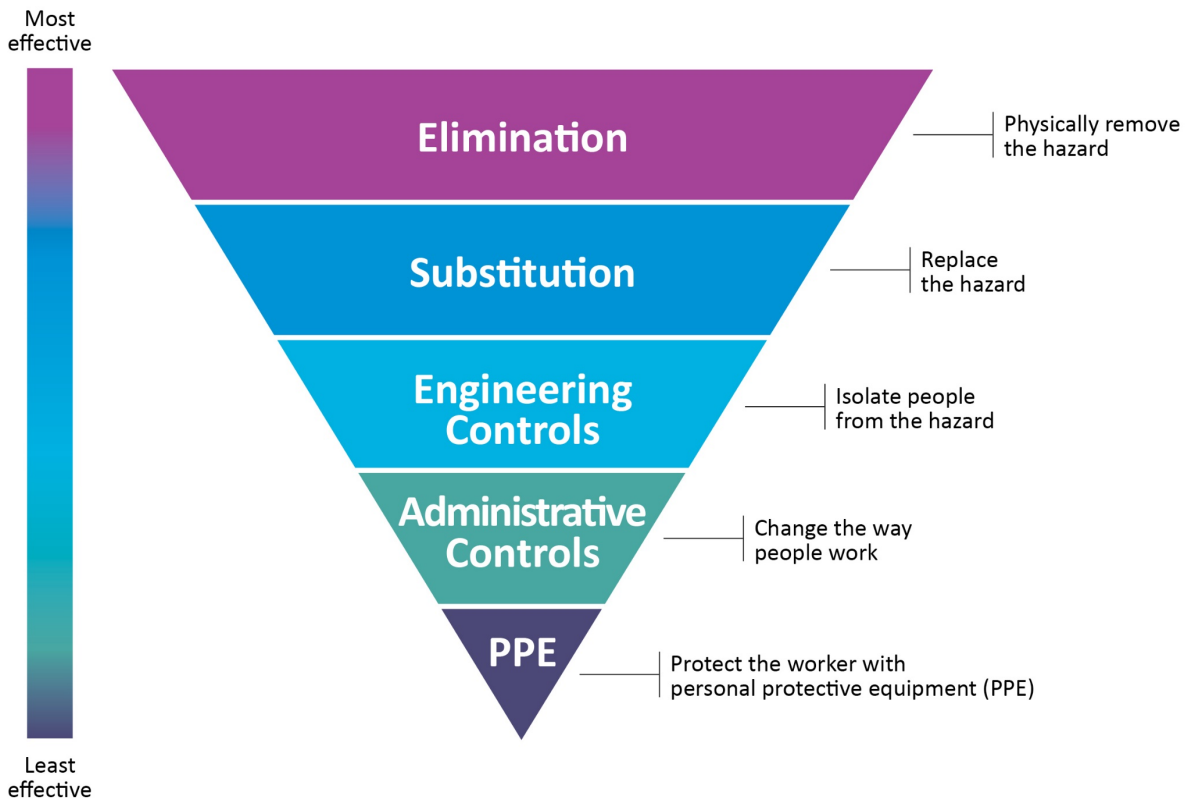 Most
effective
Elimination
Physically remove
the hazard
Substitution
Replace
the hazard
Engineering
Controls
Isolate people
from the hazard
Administrative
Controls
Change the way
people work
PPE
Protect the worker with
personal protective equipment (PPE)
Least
effective